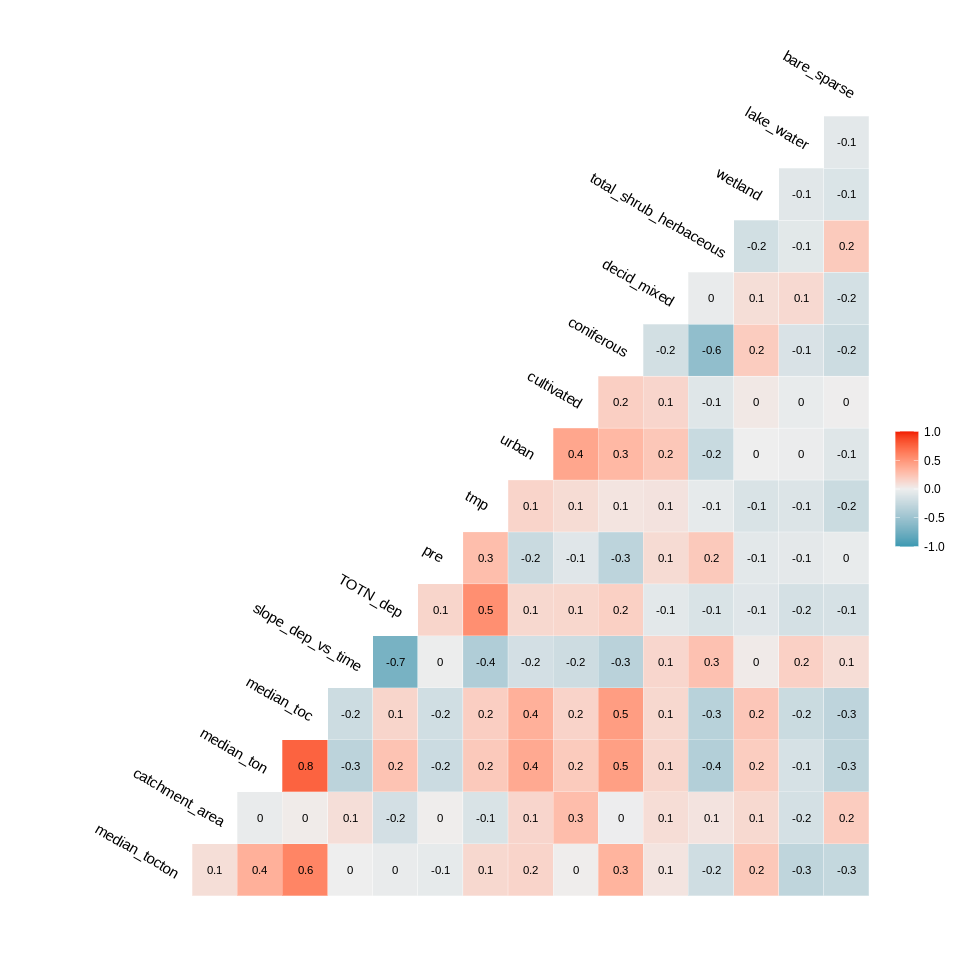 bare_sparse
lake_water -0.1
wetland -0.1 -0.1
total_shrub_herbaceous -0.2 -0.1 0.2
decid_mixed 0 0.1 0.1 -0.2
coniferous -0.2 -0.6 0.2 -0.1 -0.2
cultivated 0.2 0.1 -0.1 0 0 0
urban 0.4 0.3 0.2 -0.2 0 0 -0.1
tmp 0.1 0.1 0.1 0.1 -0.1 -0.1 -0.1 -0.2
pre 0.3 -0.2 -0.1 -0.3 0.1 0.2 -0.1 -0.1 0
TOTN_dep 0.1 0.5 0.1 0.1 0.2 -0.1 -0.1 -0.1 -0.2 -0.1
slope_dep_vs_time -0.7 0 -0.4 -0.2 -0.2 -0.3 0.1 0.3 0 0.2 0.1
median_toc -0.2 0.1 -0.2 0.2 0.4 0.2 0.5 0.1 -0.3 0.2 -0.2 -0.3
median_ton 0.8 -0.3 0.2 -0.2 0.2 0.4 0.2 0.5 0.1 -0.4 0.2 -0.1 -0.3
catchment_area 0 0 0.1 -0.2 0 -0.1 0.1 0.3 0 0.1 0.1 0.1 -0.2 0.2
median_tocton 0.1 0.4 0.6 0 0 -0.1 0.1 0.2 0 0.3 0.1 -0.2 0.2 -0.3 -0.3
1.0
0.5
0.0
-0.5
-1.0